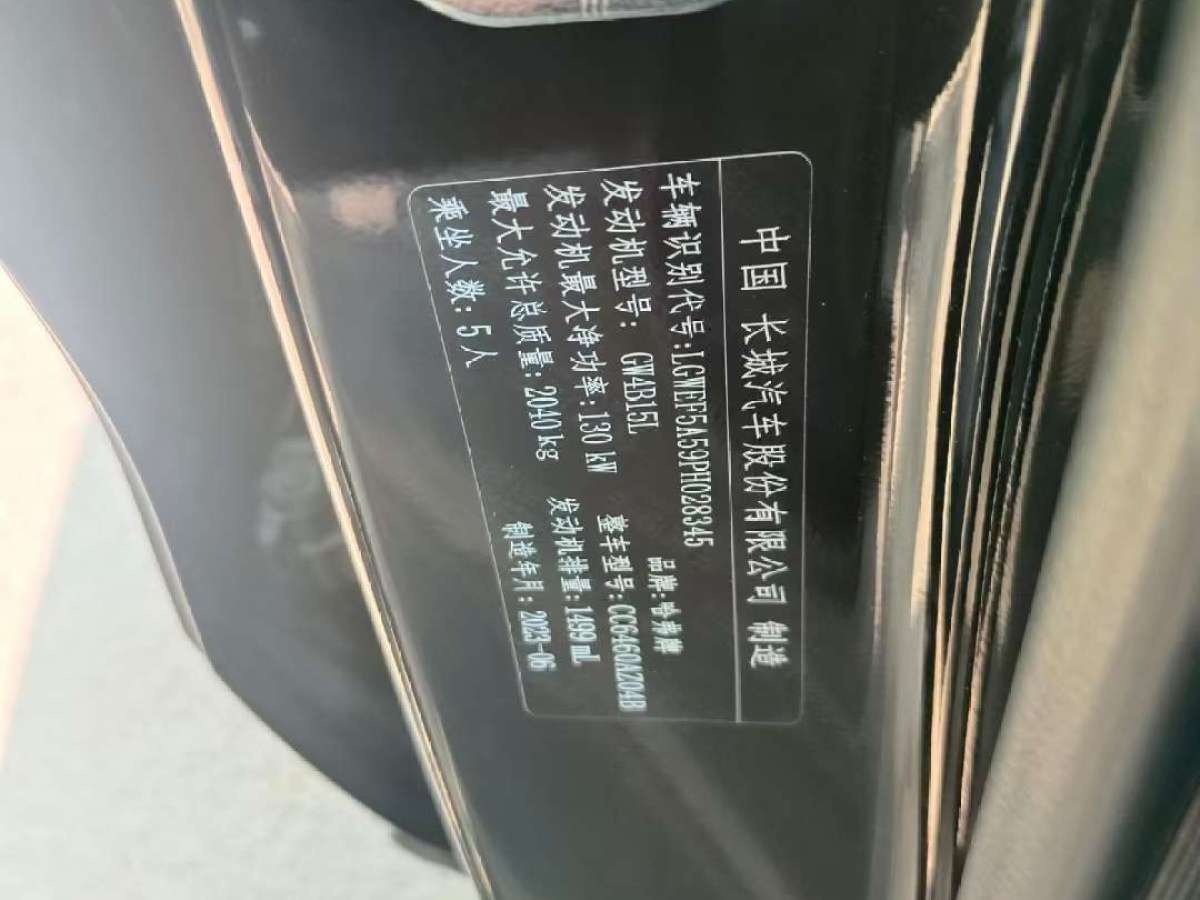 中国 长城汽车股份有限公司 制造
车辆识别代号:LGWEF5A59PH028345 品牌:哈弗牌
发动机型号: GW4B15L 整车型号:CC6460AZ04B
发动机最大净功率:130 kW 发动机排量:1499 mL
最大允许总质量:2040 kg 制造年月:2023-06
乘坐人数:5 人